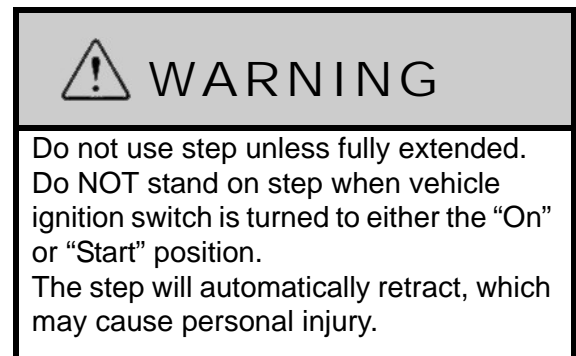 WARNING
Do not use step unless fully extended.
Do NOT stand on step when vehicle
ignition switch is turned to either the “On”
or “Start” position.
The step will automatically retract, which
may cause personal injury.